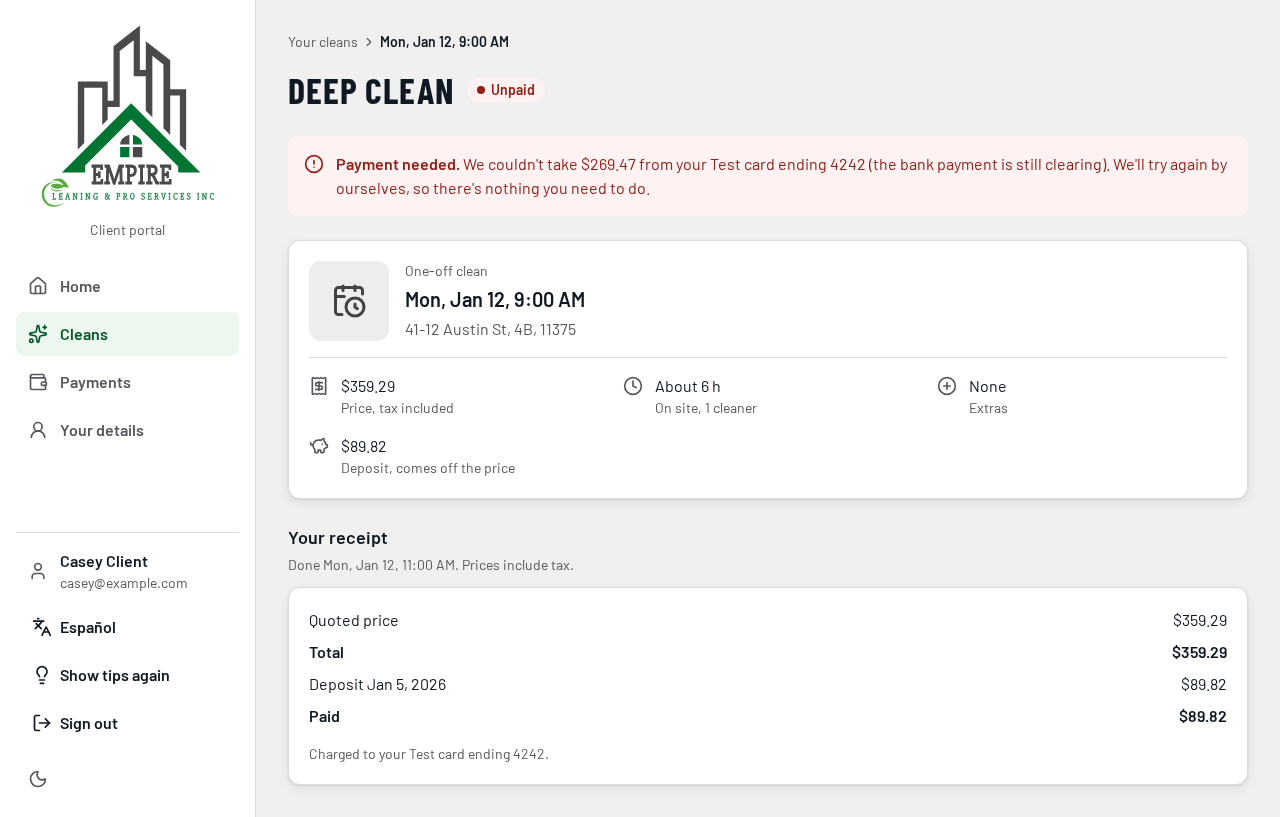 EMPIRE
LEANING & PRO SERVICES INC
Client portal
Home
Cleans
Payments
Your details
Casey Client
casey@example.com
Español
Show tips again
Sign out
Your cleans > Mon, Jan 12, 9:00 AM
DEEP CLEAN
Unpaid
Payment needed. We couldn't take $269.47 from your Test card ending 4242 (the bank payment is still clearing). We'll try again by
ourselves, so there's nothing you need to do.
One-off clean
Mon, Jan 12, 9:00 AM
41-12 Austin St, 4B, 11375
$359.29
Price, tax included
About 6 h
On site, 1 cleaner
None
Extras
$89.82
Deposit, comes off the price
Your receipt
Done Mon, Jan 12, 11:00 AM. Prices include tax.
Quoted price $359.29
Total $359.29
Deposit Jan 5, 2026 $89.82
Paid $89.82
Charged to your Test card ending 4242.